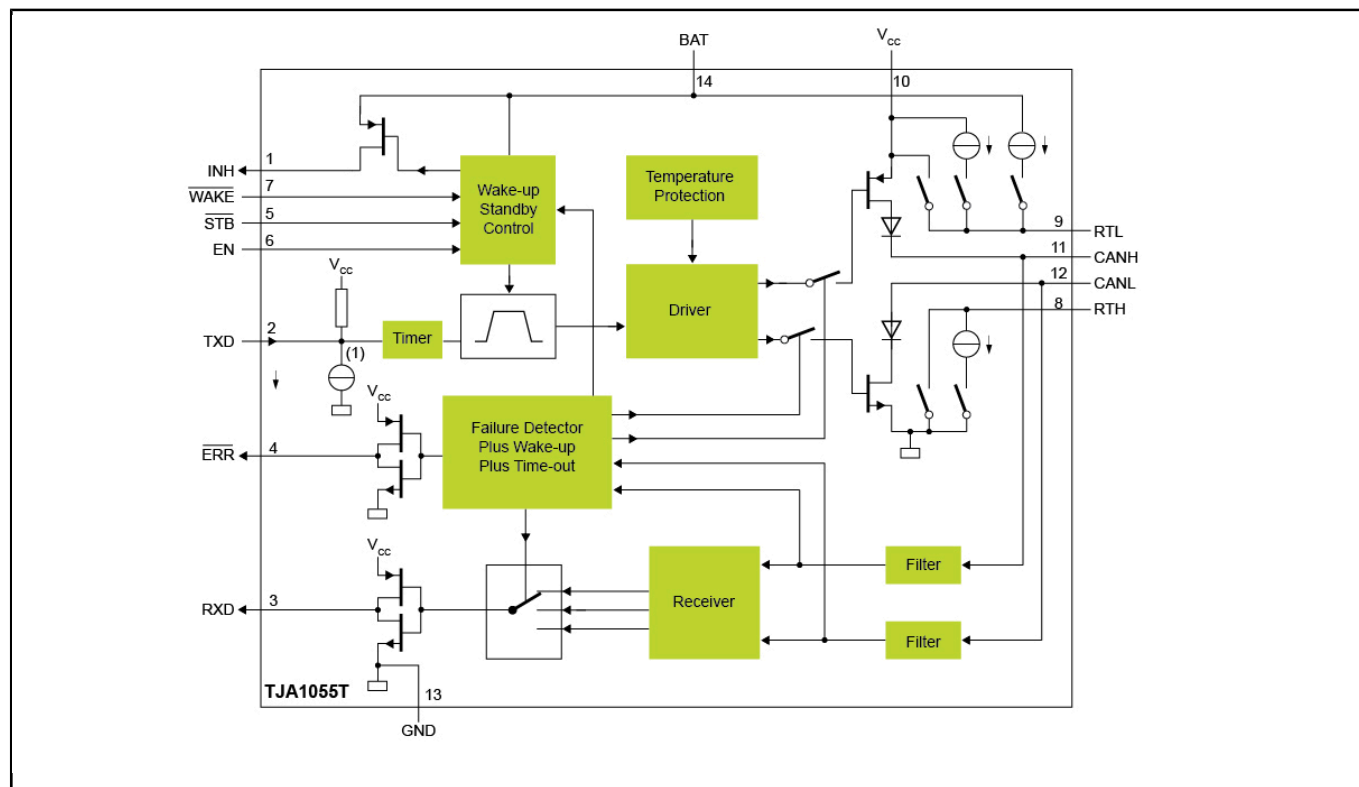 BAT
Vcc
14
10
INH
1
WAKE
7
STB
5
EN
6
Wake-up
Standby
Control
Temperature
Protection
9
RTL
11
CANH
12
CANL
8
RTH
Vcc
TXD
2
(1)
Timer
Driver
Vcc
ERR
4
Failure Detector
Plus Wake-up
Plus Time-out
Vcc
RXD
3
Receiver
Filter
Filter
TJA1055T
13
GND